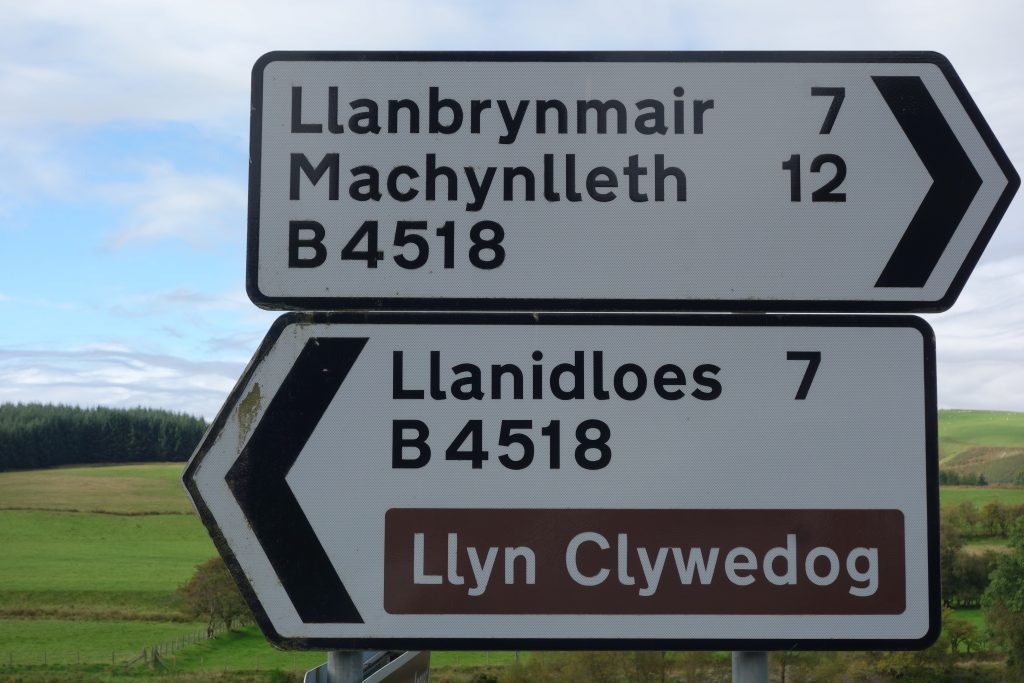 Llanbrynmair 7
Machynlleth 12
B4518
Llanidloes 7
B4518
Llyn Clywedog